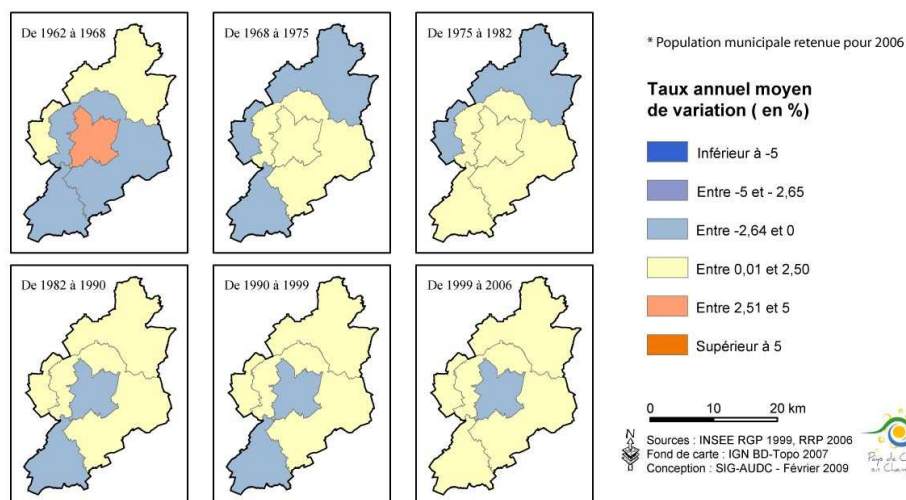 De 1962 à 1968
De 1968 à 1975
De 1975 à 1982
De 1982 à 1990
De 1990 à 1999
De 1999 à 2006
* Population municipale retenue pour 2006
Taux annuel moyen
de variation ( en %)
Inférieur à -5
Entre -5 et - 2,65
Entre -2,64 et 0
Entre 0,01 et 2,50
Entre 2,51 et 5
Supérieur à 5
0 10 20 km
N
Sources : INSEE RGP 1999, RRP 2006
Fond de carte : IGN BD-Topo 2007
Conception : SIG-AUDC - Février 2009
Pays de C
en Cham